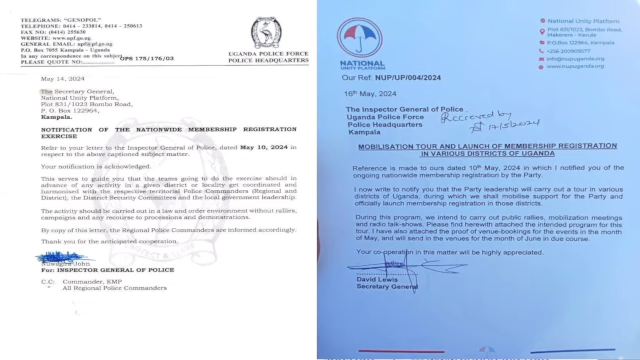 TELEGRAMS: "GENOPOL"
TELEPHONE: 0414 - 233814, 0414 - 250613
FAX NO: (0414) 255630
WEBSITE: www.upf.go.ug
GENERAL EMAIL: upf@upf.go.ug
P.O. Box 7055 Kampala - Uganda
In any correspondence on this subject
PLEASE QUOTE NO: OPS 175/176/03
UGANDA POLICE FORCE
POLICE HEADQUARTERS
May 14, 2024
The Secretary General,
National Unity Platform,
Plot 831/1023 Bombo Road,
P. O. Box 122964,
Kampala.
NOTIFICATION OF THE NATIONWIDE MEMBERSHIP REGISTRATION
EXERCISE
Refer to your letter to the Inspector General of Police, dated May 10, 2024 in
respect to the above captioned subject matter.
Your notification is acknowledged.
This serves to guide you that the teams going to do the exercise should in
advance of any activity in a given district or locality get coordinated and
harmonised with the respective territorial Police Commanders (Regional and
District), the District Security Committees and the local government leadership.
The activity should be carried out in a law and order environment without rallies,
campaigns and any recourse to processions and demonstrations.
By copy of this letter, the Regional Police Commanders are informed accordingly.
Thank you for the anticipated cooperation.
John
For: INSPECTOR GENERAL OF POLICE
C.C: Commander, KMP
" All Regional Police Commanders
NATIONAL
UNITY PLATFORM
National Unity Platform
Plot 831/1023, Bombo Road,
Makerere - Kavule
P.O.Box 122964, Kampala
info@nupuganda.org
www.nupuganda.org
Our Ref: NUP/UP/004/2024
16th May, 2024
The Inspector General of Police
Uganda Police Force
Police Headquarters
Kampala
Received by
17/5/2024
MOBILISATION TOUR AND LAUNCH OF MEMBERSHIP REGISTRATION
IN VARIOUS DISTRICTS OF UGANDA
Reference is made to ours dated 10th May, 2024 in which I notified you of the
ongoing nationwide membership registration by the Party.
I now write to notify you that the Party leadership will carry out a tour in various
districts of Uganda, during which we shall mobilise support for the Party and
officially launch membership registration in those districts.
During this program, we intend to carry out public rallies, mobilization meetings
and radio talk-shows. Please find herewith attached the intended program for this
tour. I have also attached the proof of venue-bookings for the events in the month
of May, and will send in the venues for the month of June in due course.
Your co-operation in this matter will be highly appreciated.
David Lewis
Secretary General